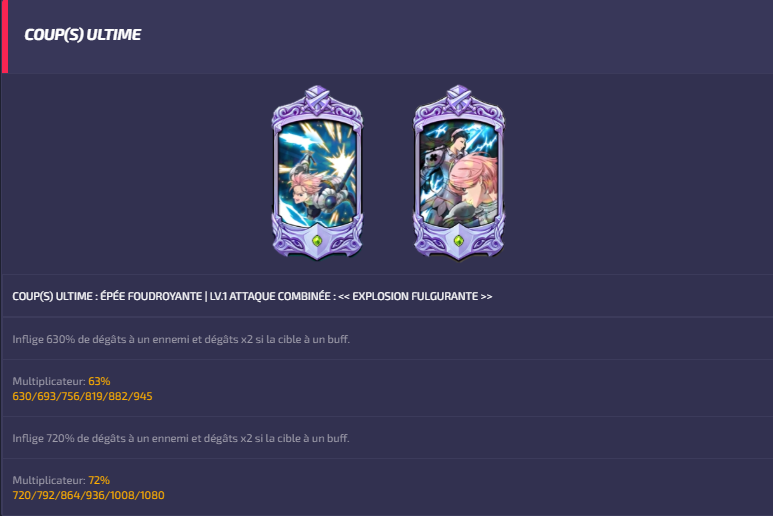 COUP(S) ULTIME
COUP(S) ULTIME : ÉPÉE FOUDROYANTE | LV.1 ATTAQUE COMBINÉE : << EXPLOSION FULGURANTE >>
Inflige 630% de dégâts à un ennemi et dégâts x2 si la cible à un buff.
Multiplicateur: 63%
630/693/756/819/882/945
Inflige 720% de dégâts à un ennemi et dégâts x2 si la cible à un buff.
Multiplicateur: 72%
720/792/864/936/1008/1080